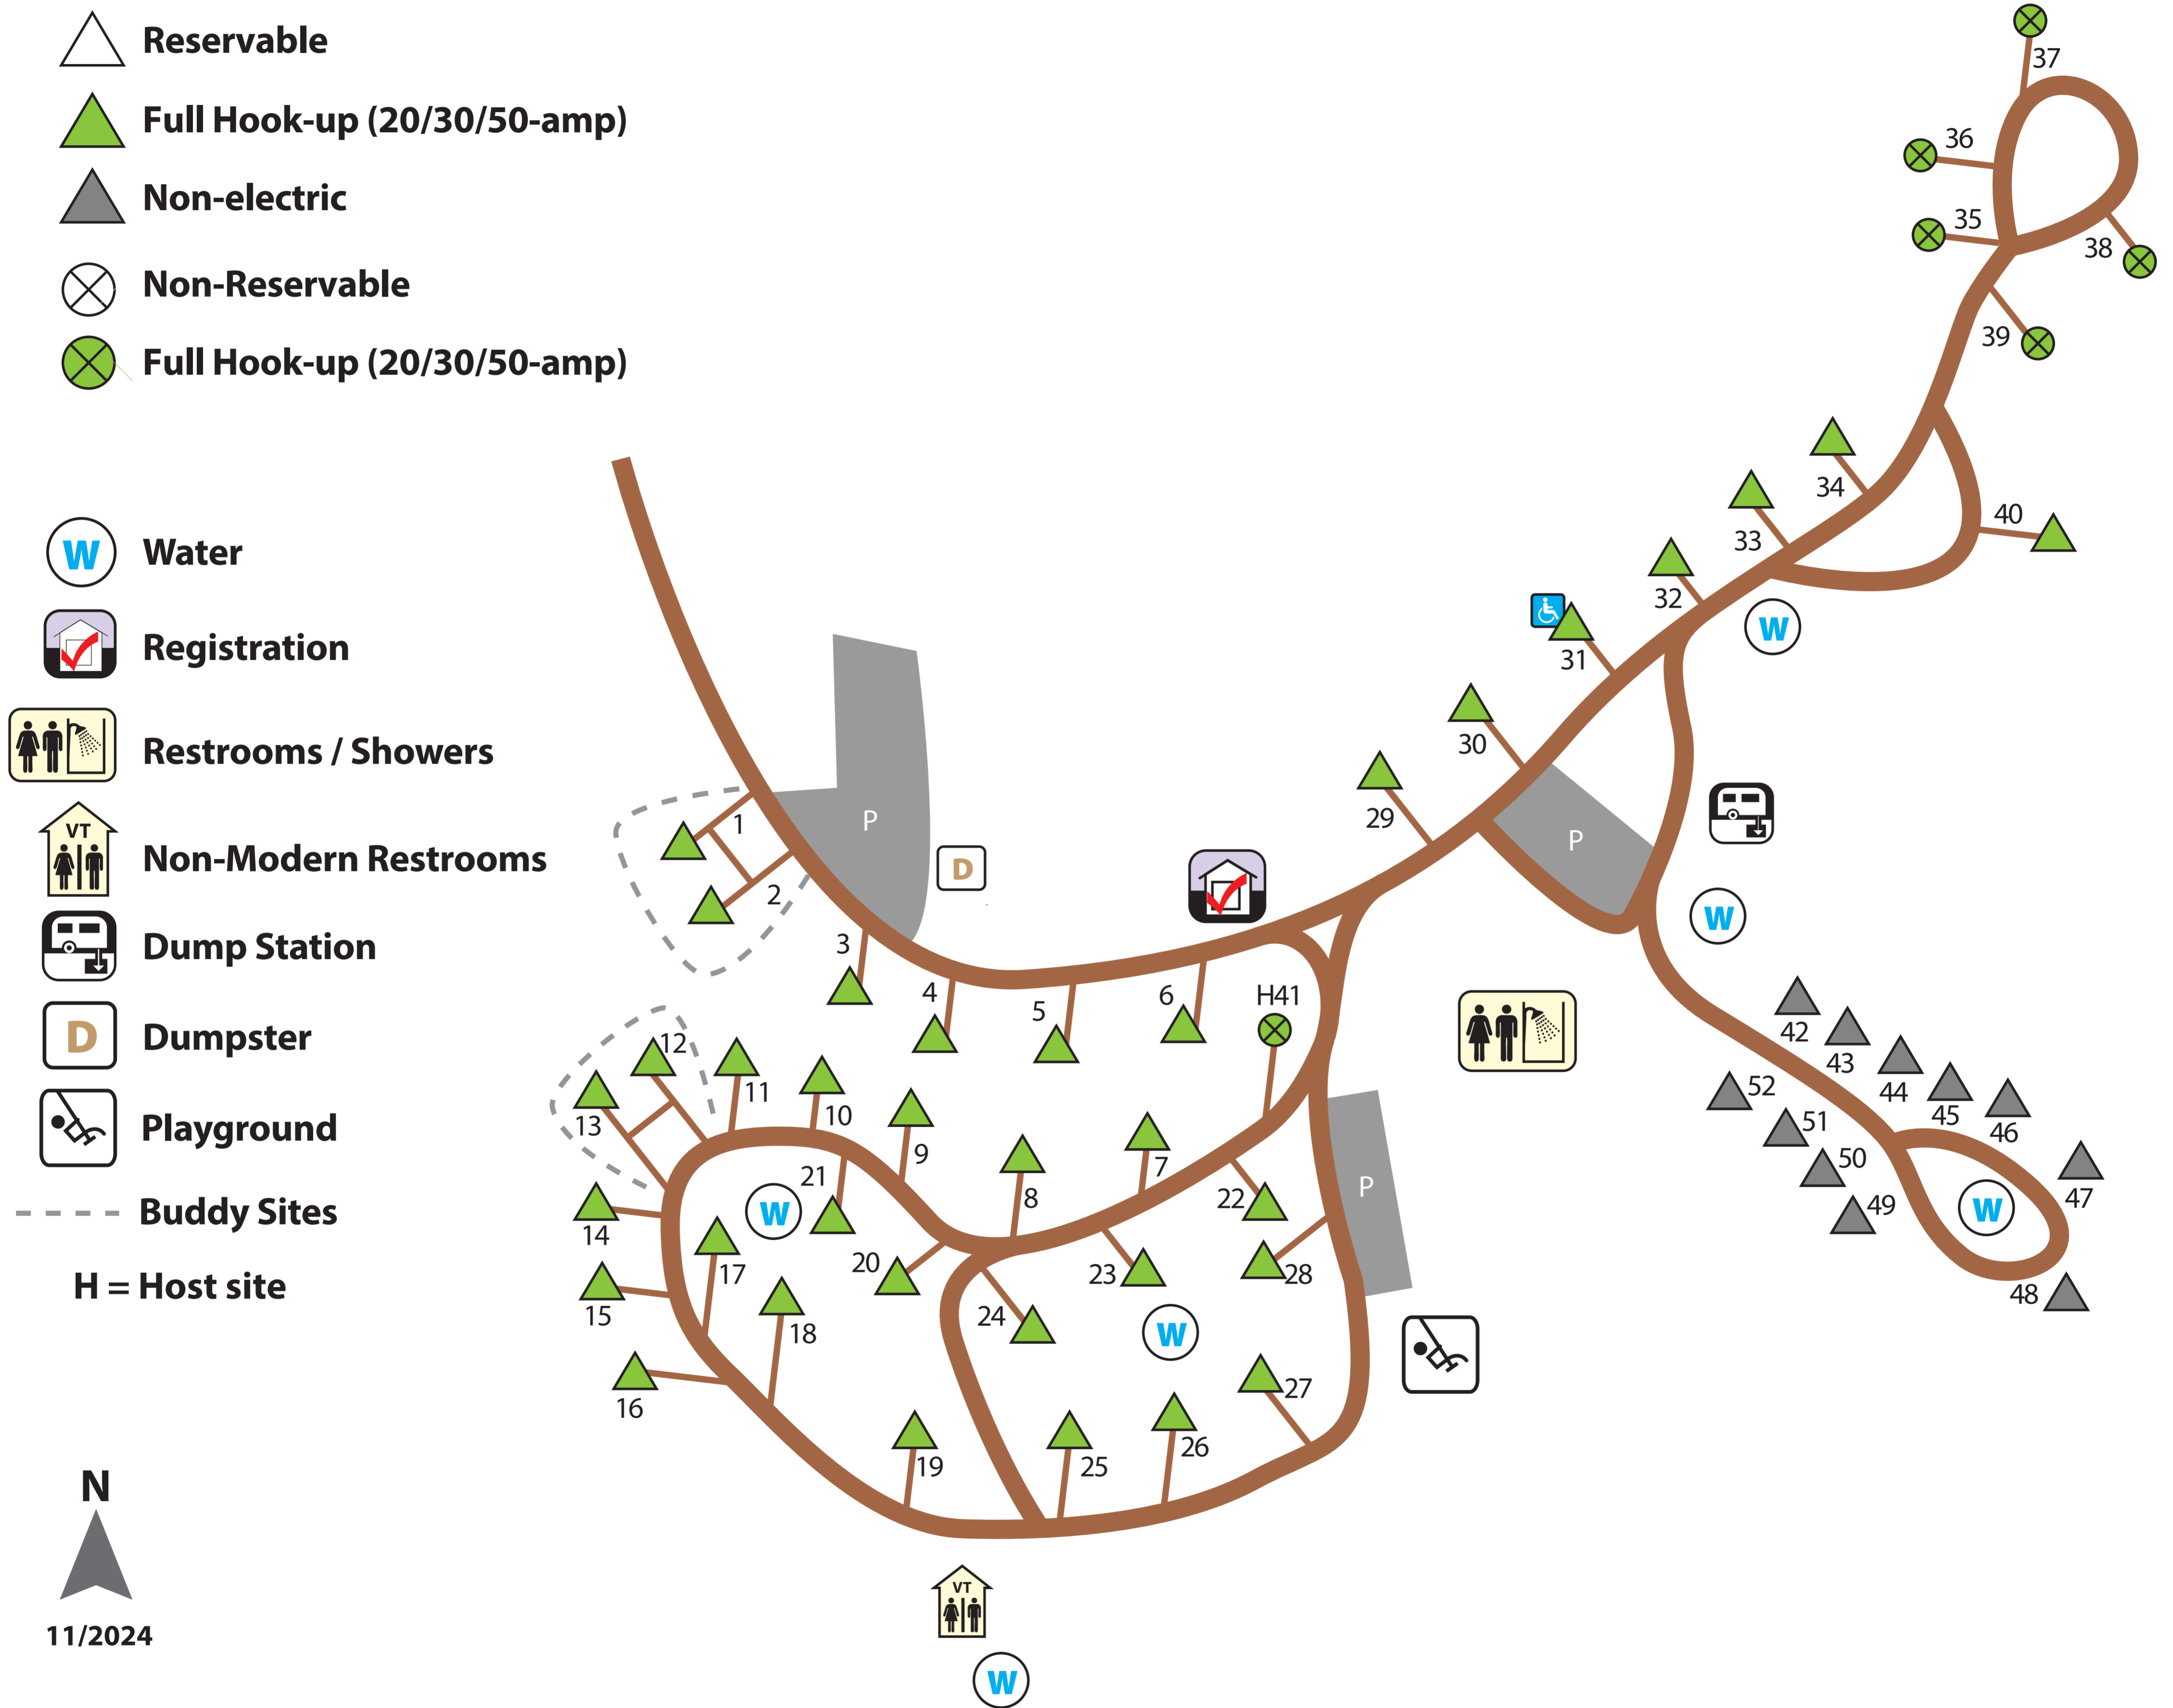 Reservable
Full Hook-up (20/30/50-amp)
Non-electric
Non-Reservable
Full Hook-up (20/30/50-amp)
W Water
Registration
Restrooms / Showers
VT
Non-Modern Restrooms
Dump Station
D Dumpster
Playground
Buddy Sites
H = Host site
N
11/2024
37
36
35
38
39
34
40
33
32
W
31
30
29
P
P
1
D
2
W
3
4
5
6
H41
42
43
44
45
46
52
51
50
49
47
W
48
12
13
11
10
9
8
7
P
21
W
22
14
17
20
23
28
15
18
24
W
16
27
19
25
26
VT
W